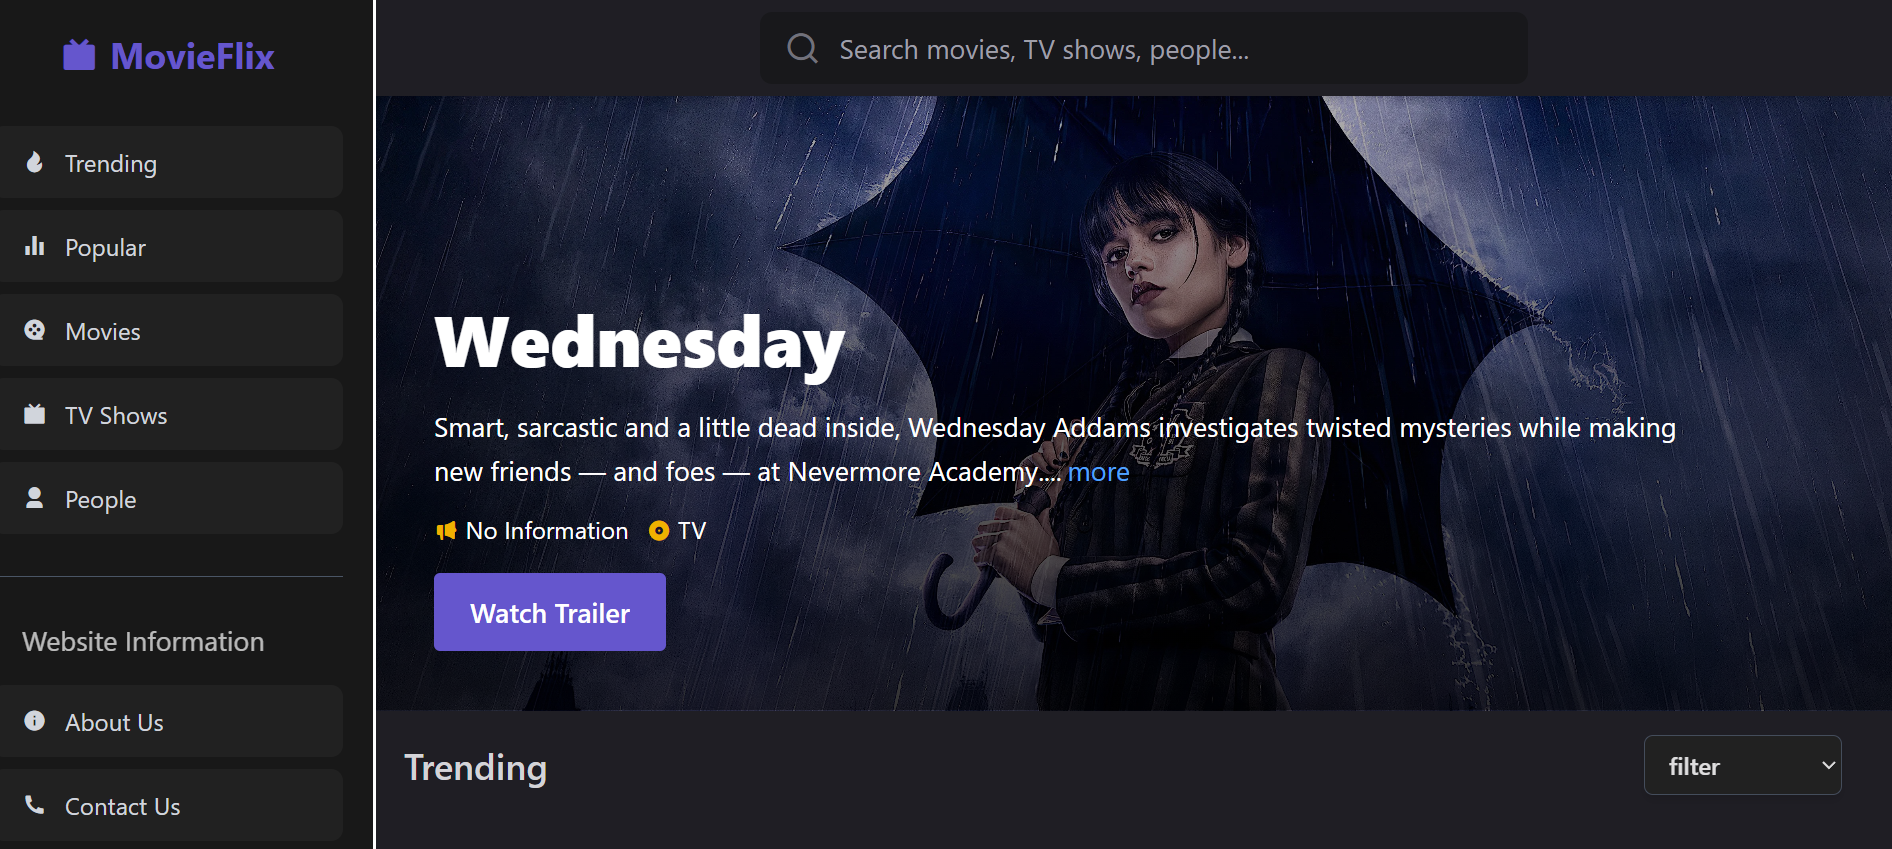 MovieFlix
Trending
Popular
Movies
TV Shows
People
Website Information
About Us
Contact Us
Search movies, TV shows, people...
Wednesday
Smart, sarcastic and a little dead inside, Wednesday Addams investigates twisted mysteries while making
new friends — and foes — at Nevermore Academy.... more
No Information TV
Watch Trailer
Trending
filter